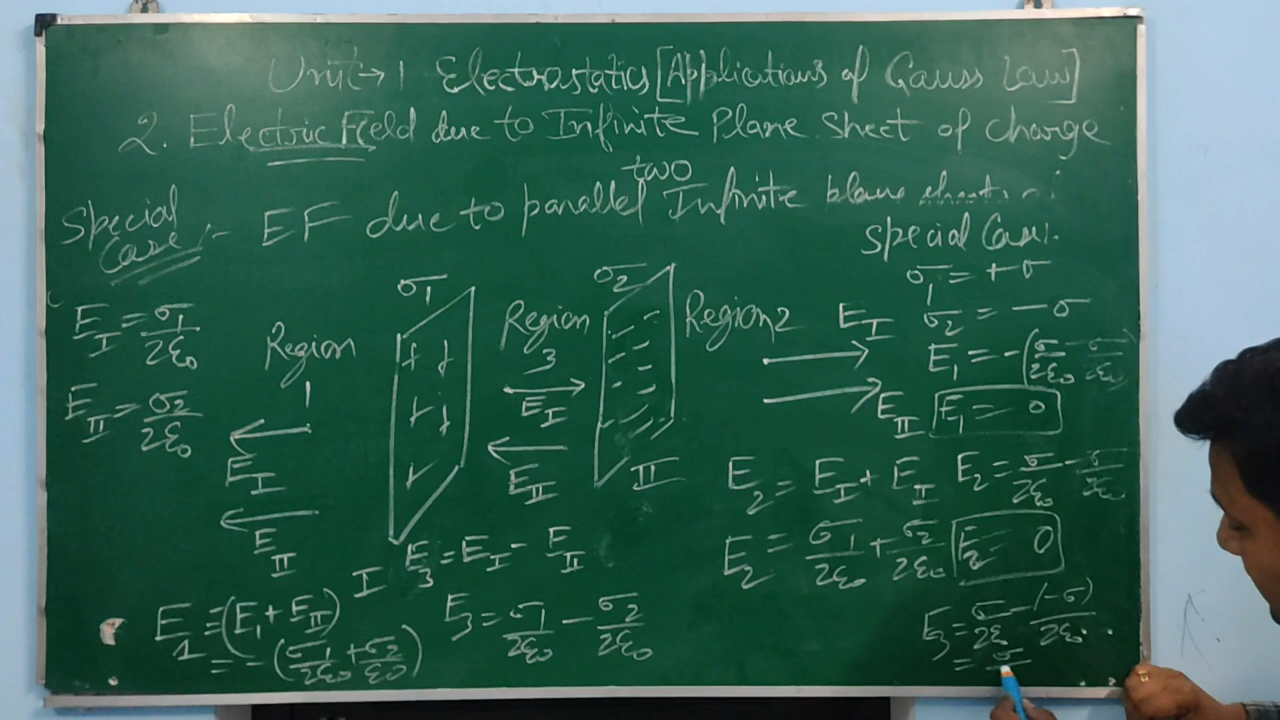 Unit → 1 Electrostatics [Applications of Gauss Law]
2. Electric Field due to Infinite Plane Sheet of charge
two
Special Case :- EF due to parallel Infinite plane sheets
E_I = σ1/2ε0
E_II = σ2/2ε0
Region 1
E_I
E_II
σ1
+ +
+ +
+
I
Region 3
E_I
E_II
σ2
II
Region 2
E_I
E_II
E_1 = (E_1 + E_II)
= -(σ1/2ε0 + σ2/ε0)
E_3 = E_I - E_II
E_3 = σ1/2ε0 - σ2/2ε0
E_2 = E_I + E_II
E_2 = σ1/2ε0 + σ2/2ε0
special Case:.
σ1 = +σ
σ2 = -σ
E_1 = -(σ/2ε0 - σ/2ε0)
E_1 = 0
E_2 = σ/2ε0 - σ/2ε0
E_2 = 0
E_3 = σ/2ε0 - (-σ)/2ε0
= σ